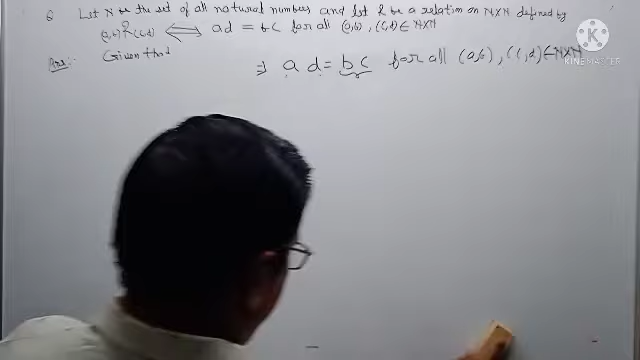 6 Let N be the set of all natural numbers and let R be a relation on N×N defined by
(a,b) R (c,d) ⟺ ad = bc for all (a,b), (c,d) ∈ N×N
Ans:- Given that
⇒ ad = bc for all (a,b), (c,d) ∈ N×N
KINEMASTER